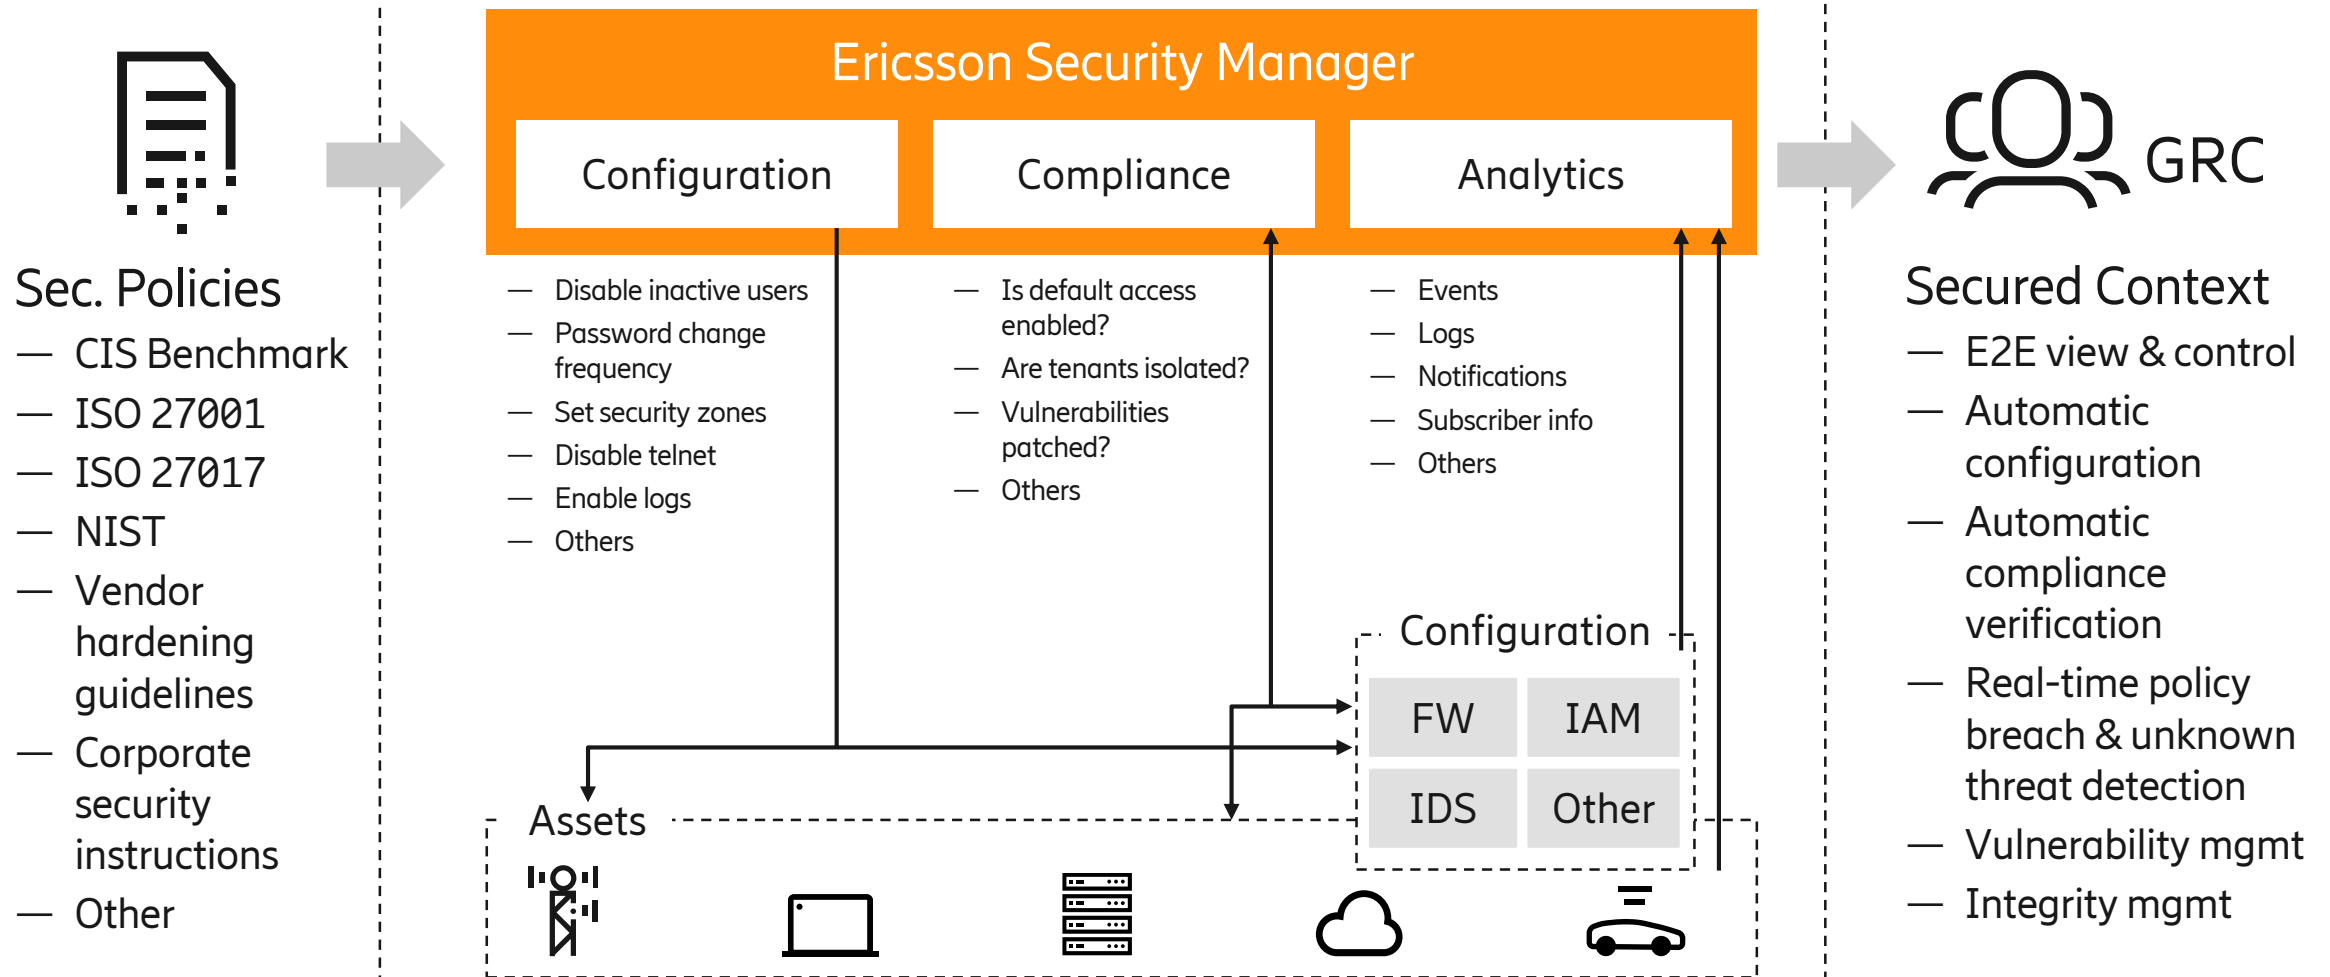 Ericsson Security Manager
Configuration
Compliance
Analytics
GRC
Sec. Policies
— CIS Benchmark
— ISO 27001
— ISO 27017
— NIST
— Vendor
hardening
guidelines
— Corporate
security
instructions
— Other
— Disable inactive users
— Password change
frequency
— Set security zones
— Disable telnet
— Enable logs
— Others
— Is default access
enabled?
— Are tenants isolated?
— Vulnerabilities
patched?
— Others
— Events
— Logs
— Notifications
— Subscriber info
— Others
Configuration
FW
IAM
IDS
Other
Assets
Secured Context
— E2E view & control
— Automatic
configuration
— Automatic
compliance
verification
— Real-time policy
breach & unknown
threat detection
— Vulnerability mgmt
— Integrity mgmt